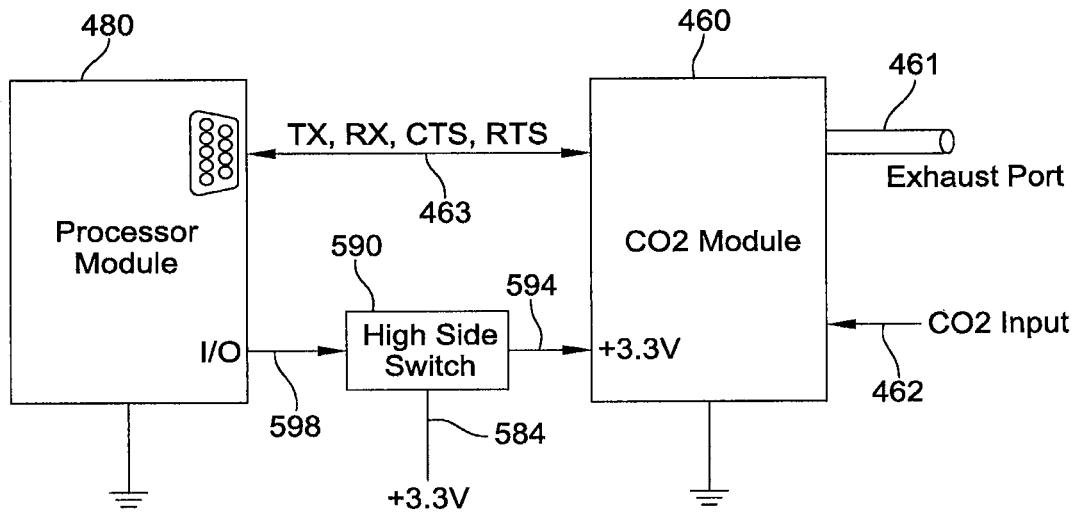 480
460
461
TX, RX, CTS, RTS
463
Exhaust Port
Processor
Module
CO2 Module
590
594
High Side
Switch
I/O
+3.3V
CO2 Input
598
584
462
+3.3V